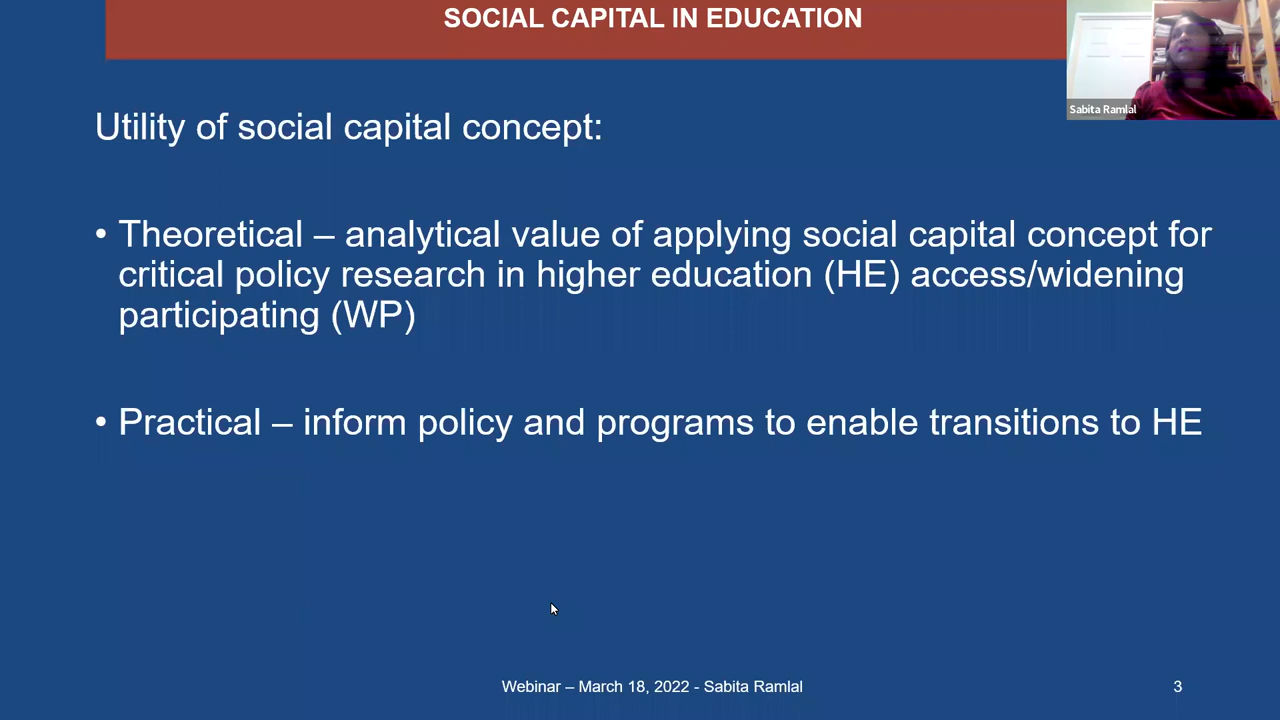 SOCIAL CAPITAL IN EDUCATION
Sabita Ramlal
Utility of social capital concept:
• Theoretical – analytical value of applying social capital concept for
critical policy research in higher education (HE) access/widening
participating (WP)
• Practical – inform policy and programs to enable transitions to HE
Webinar – March 18, 2022 - Sabita Ramlal
3